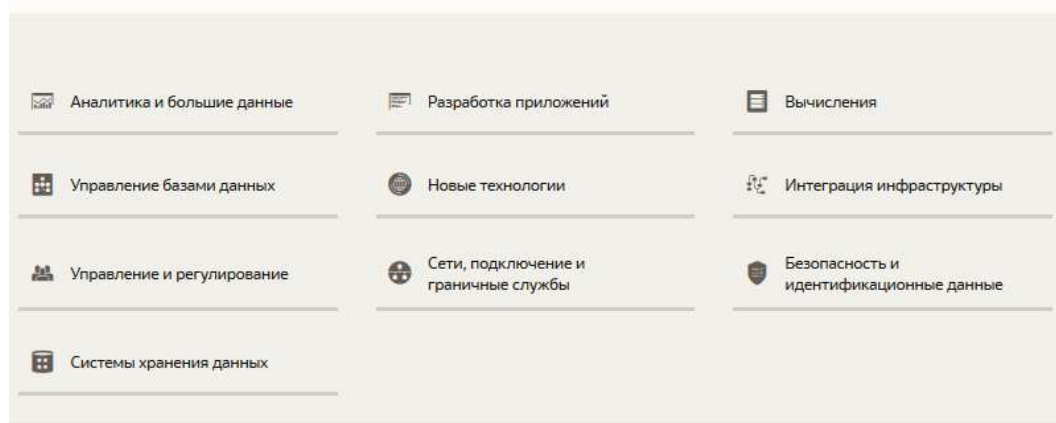 Аналитика и большие данные
Разработка приложений
Вычисления
Управление базами данных
Новые технологии
Интеграция инфраструктуры
Управление и регулирование
Сети, подключение и
граничные службы
Безопасность и
идентификационные данные
Системы хранения данных